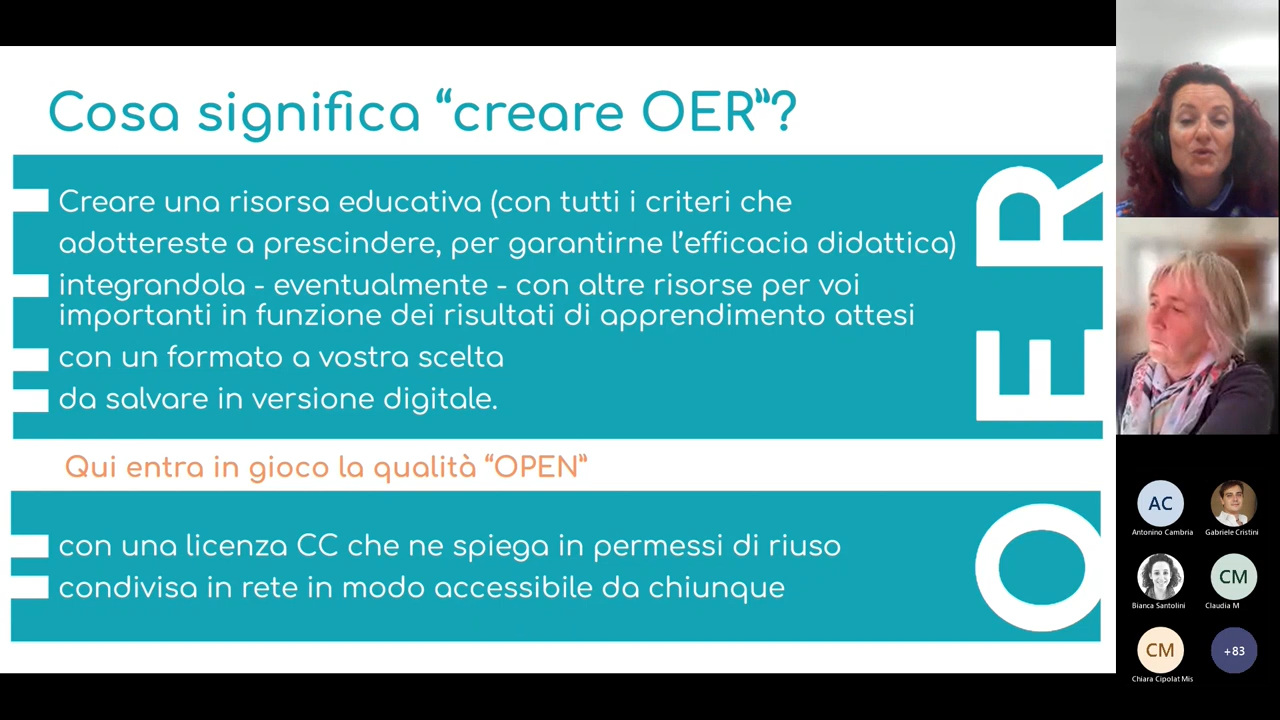 Cosa significa “creare OER”?
Creare una risorsa educativa (con tutti i criteri che
adottereste a prescindere, per garantirne l’efficacia didattica)
integrandola - eventualmente - con altre risorse per voi
importanti in funzione dei risultati di apprendimento attesi
con un formato a vostra scelta
da salvare in versione digitale.
Qui entra in gioco la qualità “OPEN”
con una licenza CC che ne spiega in permessi di riuso
condivisa in rete in modo accessibile da chiunque
OER
AC
Antonino Cambria
Gabriele Cristini
Bianca Santolini
CM
Claudia M
CM
Chiara Cipolat Mis
+83